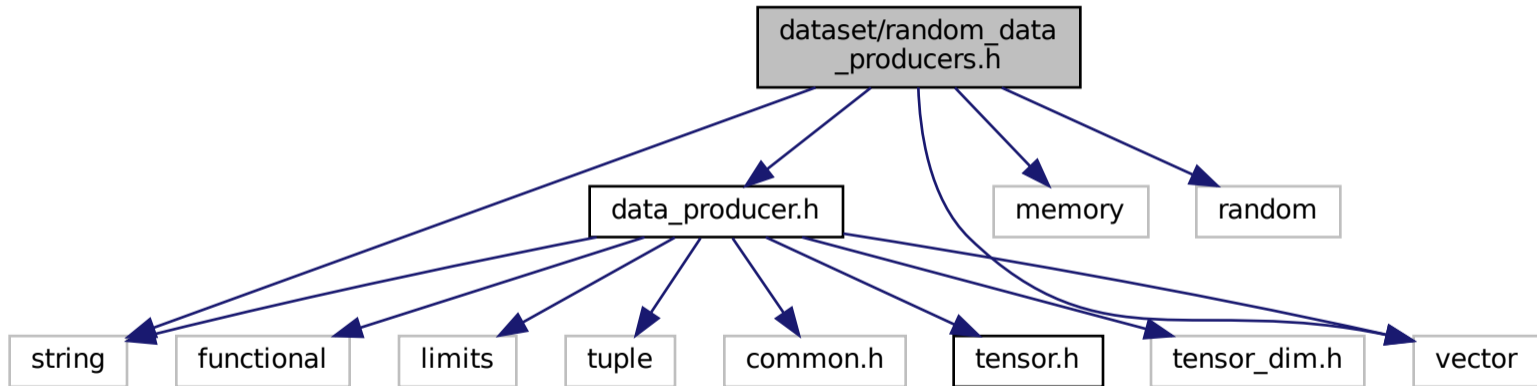 dataset/random_data
_producers.h
data_producer.h
memory
random
string
functional
limits
tuple
common.h
tensor.h
tensor_dim.h
vector